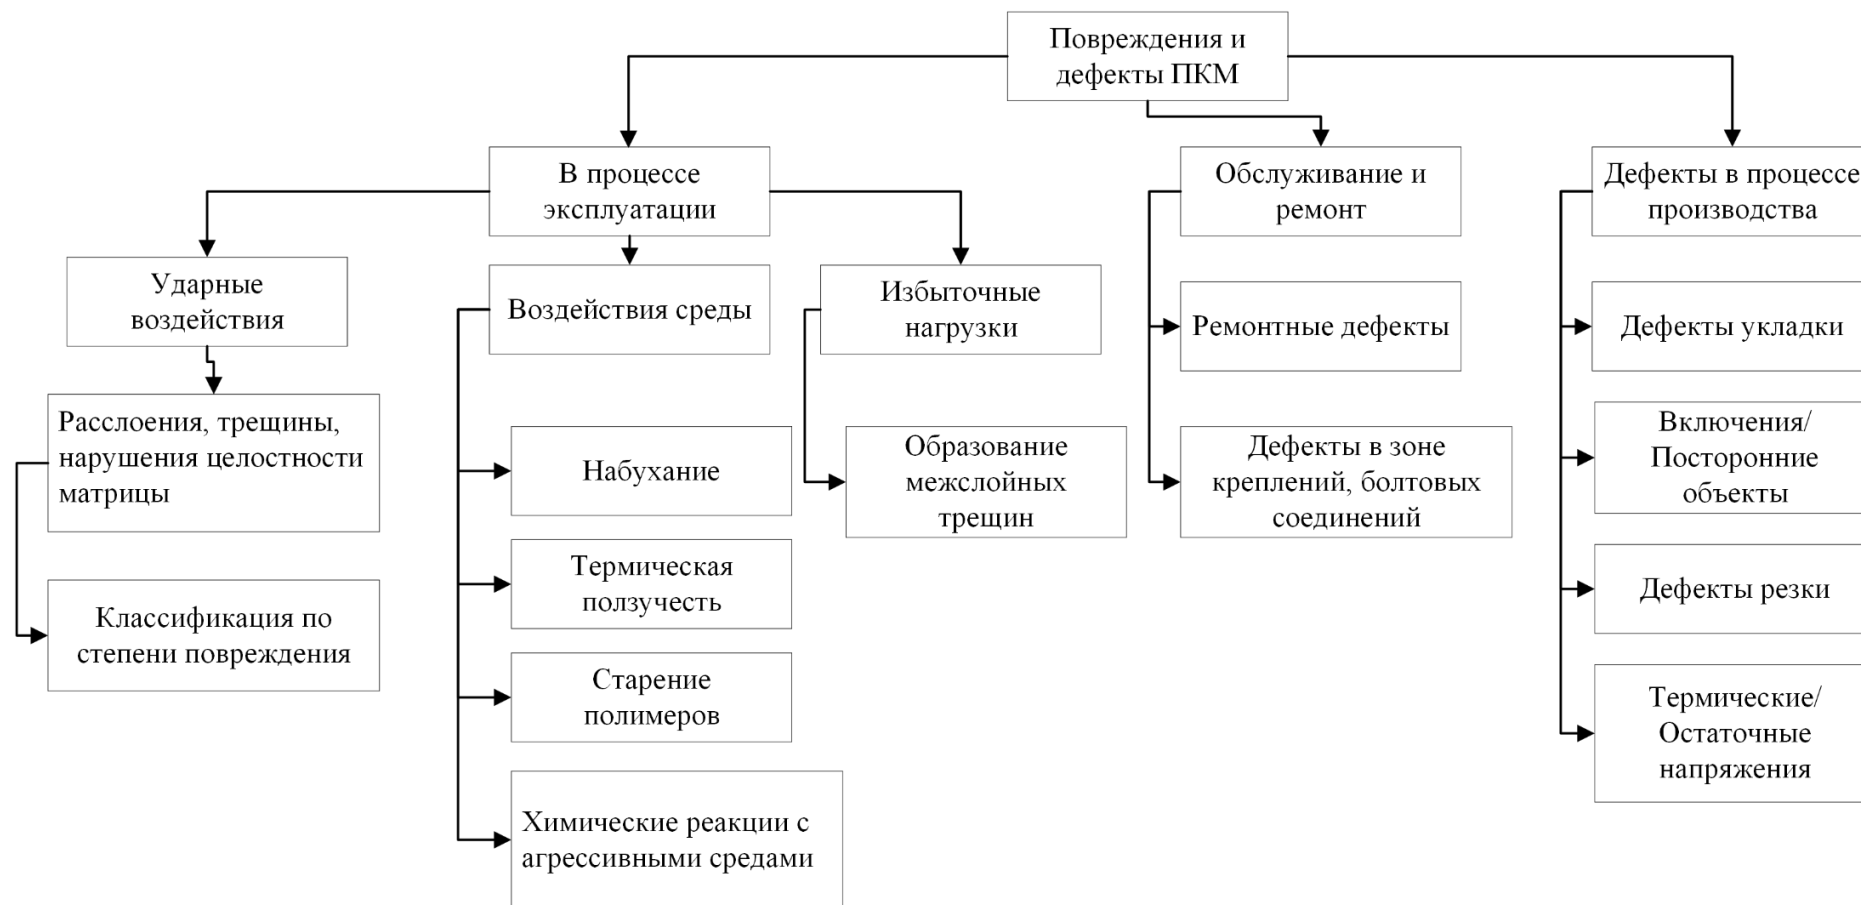 Повреждения и
дефекты ПКМ
В процессе
эксплуатации
Обслуживание и
ремонт
Дефекты в процессе
производства
Ударные
воздействия
Воздействия среды
Избыточные
нагрузки
Ремонтные дефекты
Дефекты укладки
Расслоения, трещины,
нарушения целостности
матрицы
Набухание
Образование
межслойных
трещин
Дефекты в зоне
креплений, болтовых
соединений
Включения/
Посторонние
объекты
Классификация по
степени повреждения
Термическая
ползучесть
Дефекты резки
Старение
полимеров
Термические/
Остаточные
напряжения
Химические реакции с
агрессивными средами